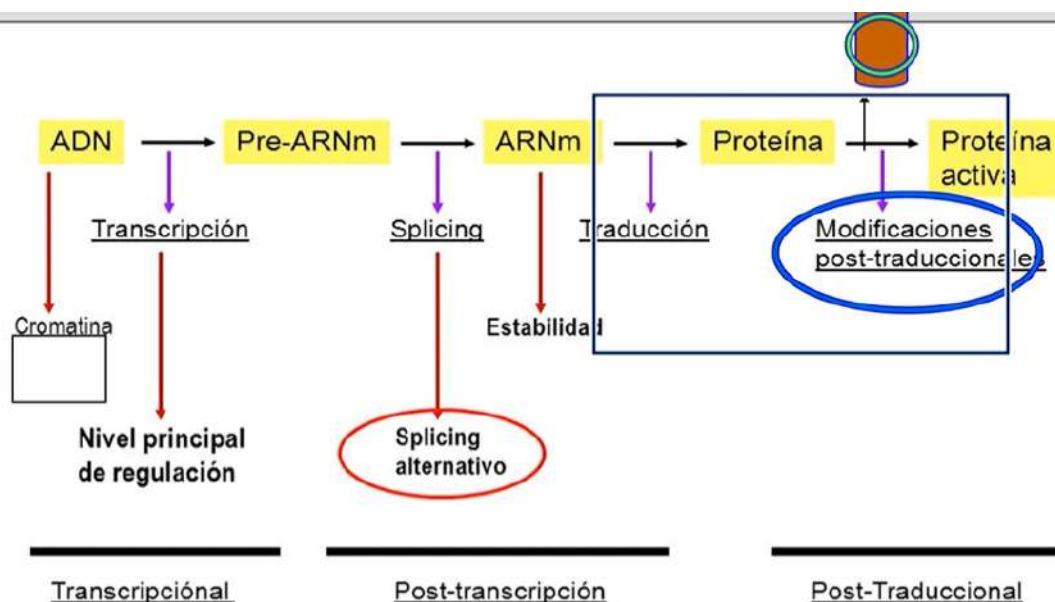 ADN
Pre-ARNm
ARNm
Proteína
Proteína
activa
Transcripción
Splicing
Traducción
Modificaciones
post-traduccionales
Cromatina
Estabilidad
Nivel principal
de regulación
Splicing
alternativo
Transcripciónal
Post-transcripción
Post-Traduccional